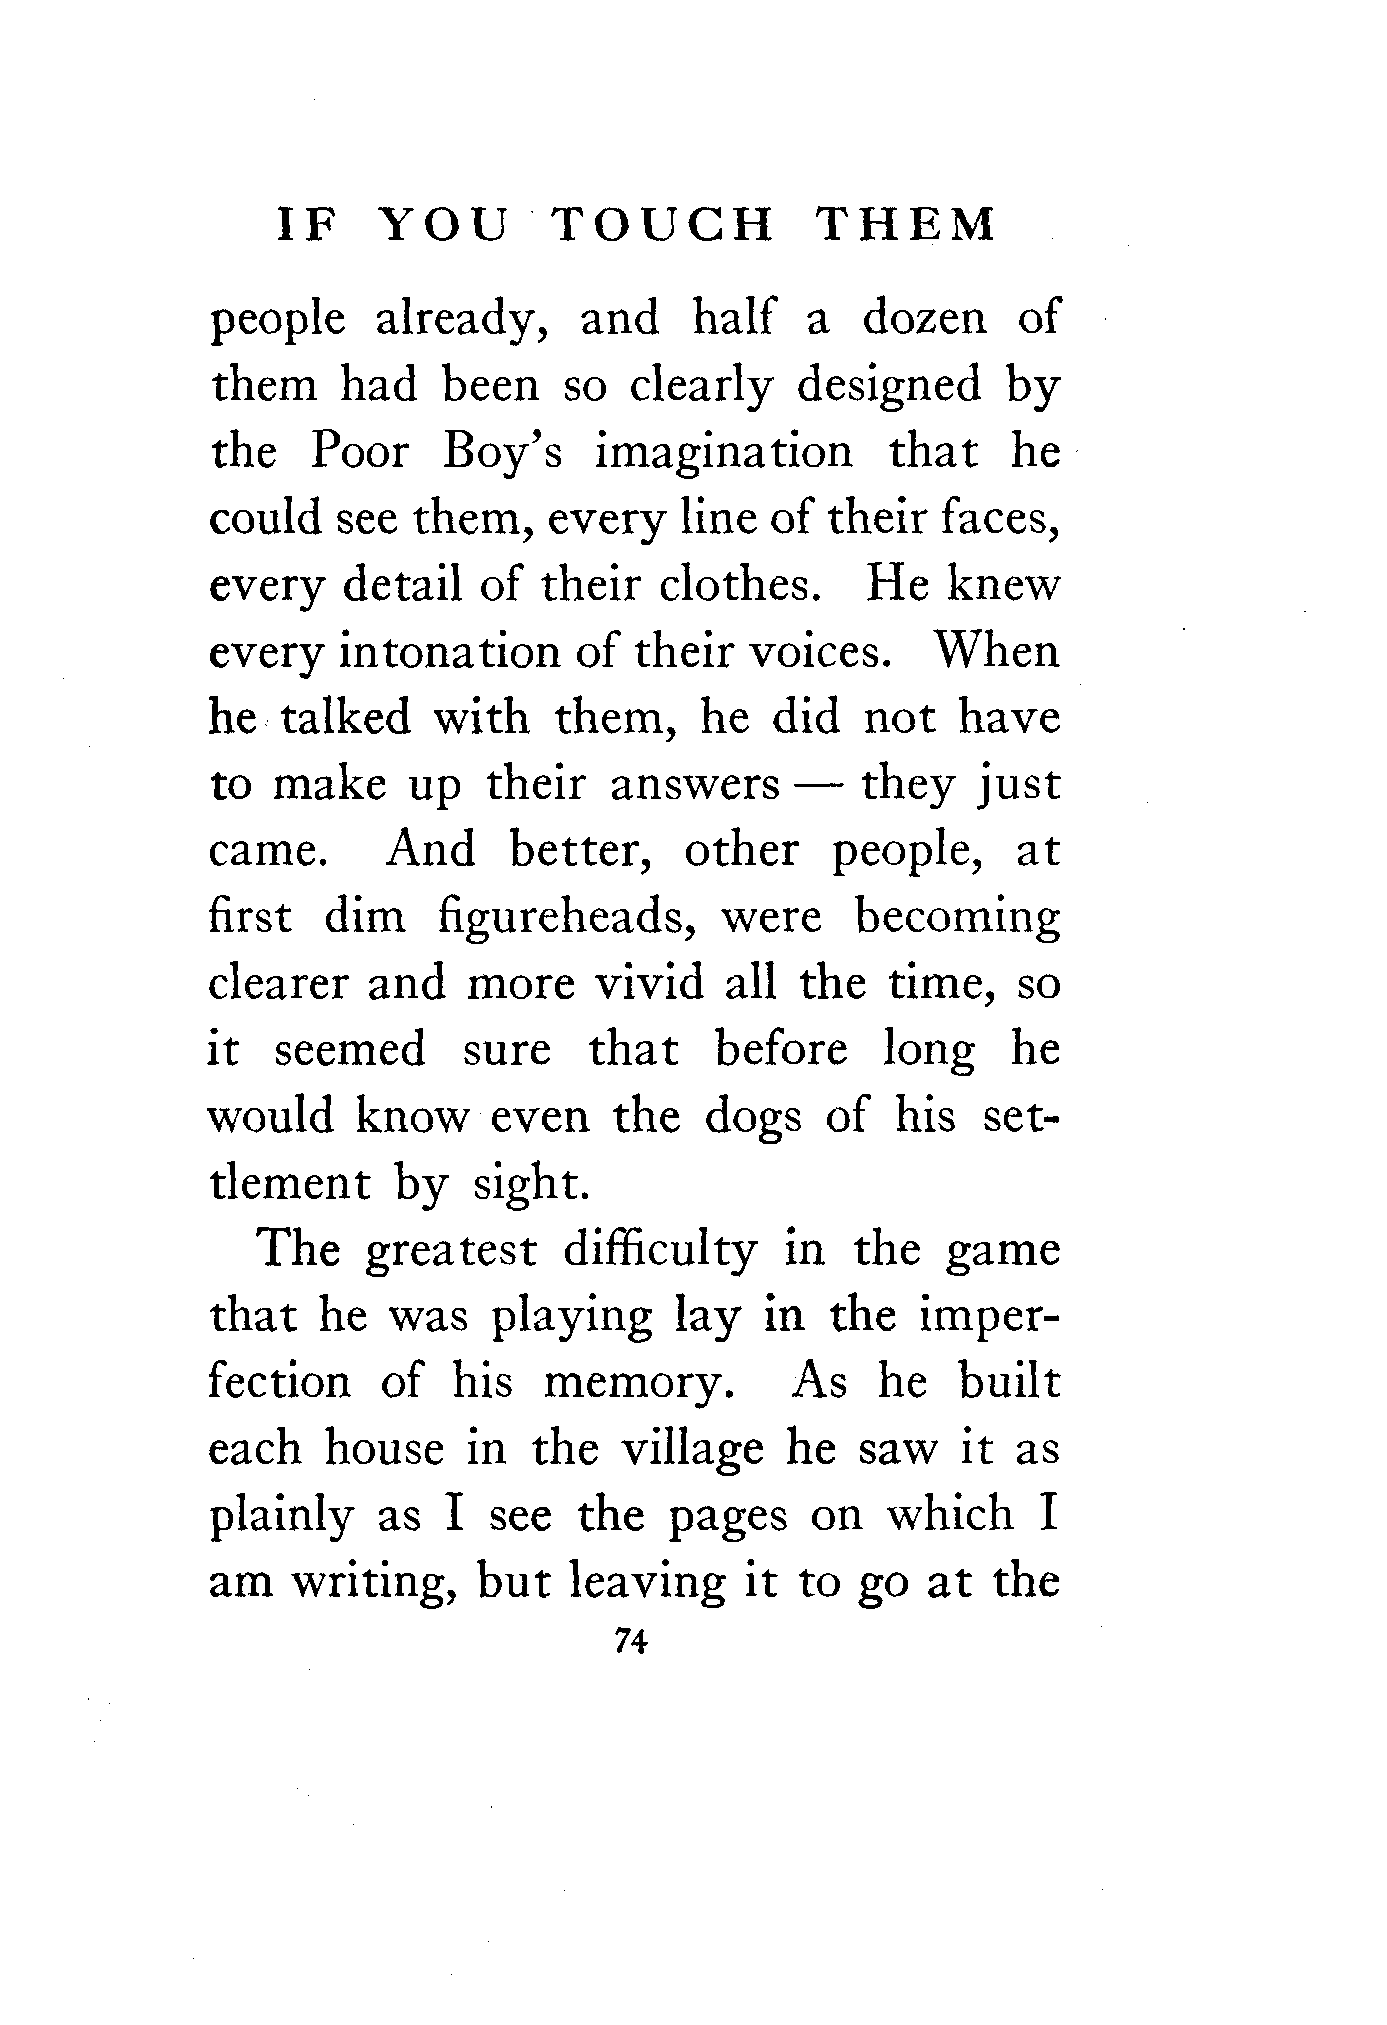 IF YOU TOUCH THEM
people already, and half a dozen of
them had been so clearly designed by
the Poor Boy's imagination that he
could see them, every line of their faces,
every detail of their clothes. He knew
every intonation of their voices. When
he talked with them, he did not have
to make up their answers — they just
came. And better, other people, at
first dim figureheads, were becoming
clearer and more vivid all the time, so
it seemed sure that before long he
would know even the dogs of his set-
tlement by sight.
The greatest difficulty in the game
that he was playing lay in the imper-
fection of his memory. As he built
each house in the village he saw it as
plainly as I see the pages on which I
am writing, but leaving it to go at the
74